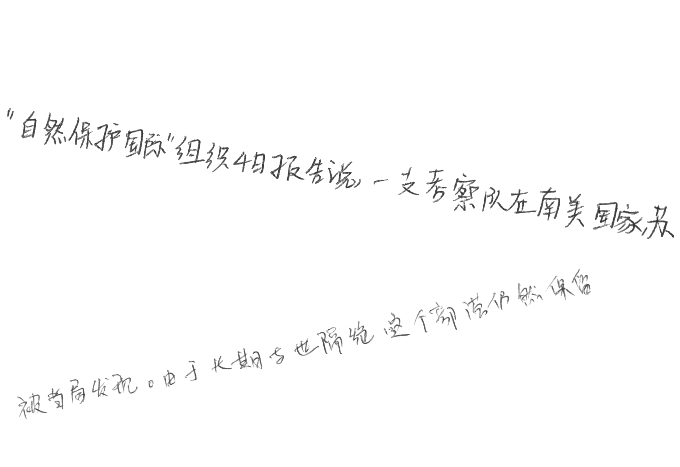 “自然保护国际”组织4日报告说,一支考察队在南美国家苏
被当局发现。由于长期与世隔绝这个部落仍然保留